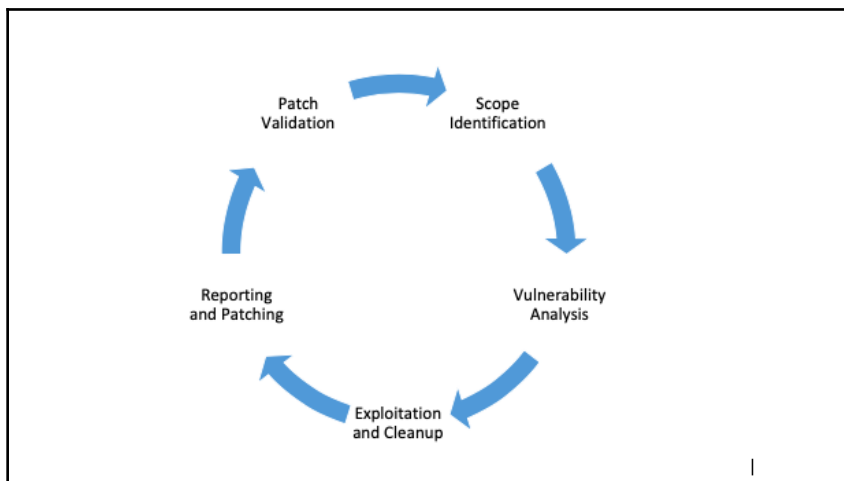 Patch
Validation
Scope
Identification
Vulnerability
Analysis
Exploitation
and Cleanup
Reporting
and Patching